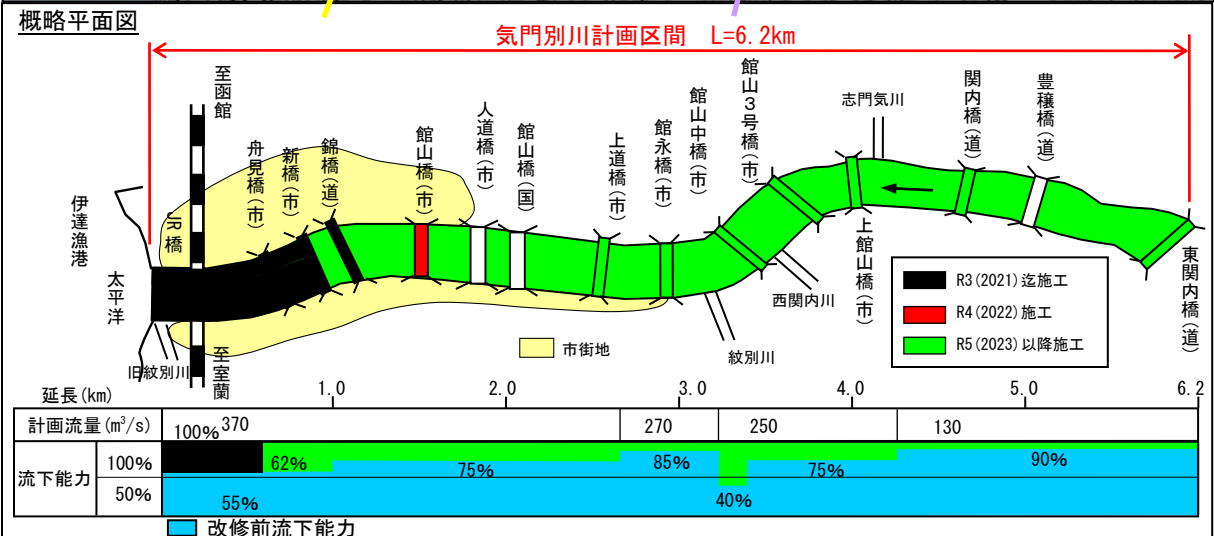 概略平面図
気門別川計画区間 L=6.2km
至函館
JR橋
舟見橋(市)
新橋(市)
錦橋(道)
館山橋(市)
人道橋(市)
館山橋(国)
上道橋(市)
館永橋(市)
館山中橋(市)
館山3号橋(市)
志門気川
関内橋(道)
豊穣橋(道)
伊達漁港
太平洋
旧紋別川
至室蘭
市街地
紋別川
西関内川
上館山橋(市)
東関内橋(道)
R3(2021)迄施工
R4(2022)施工
R5(2023)以降施工
延長(km) 1.0 2.0 3.0 4.0 5.0 6.2
計画流量(m³/s) 370 270 250 130
流下能力
100% 100% 62% 75% 85% 75% 90%
50% 55% 40%
改修前流下能力